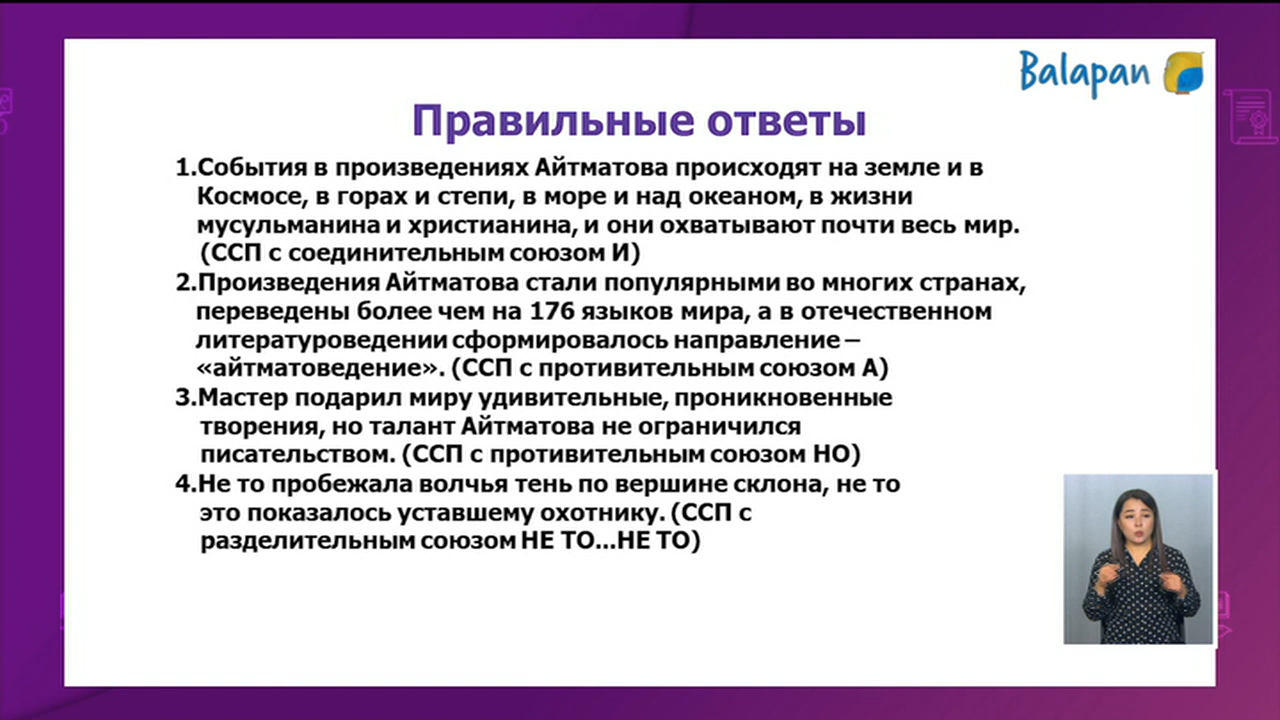 Balapan
Правильные ответы
1.События в произведениях Айтматова происходят на земле и в
Космосе, в горах и степи, в море и над океаном, в жизни
мусульманина и христианина, и они охватывают почти весь мир.
(ССП с соединительным союзом И)
2.Произведения Айтматова стали популярными во многих странах,
переведены более чем на 176 языков мира, а в отечественном
литературоведении сформировалось направление –
«айтматоведение». (ССП с противительным союзом А)
3.Мастер подарил миру удивительные, проникновенные
творения, но талант Айтматова не ограничился
писательством. (ССП с противительным союзом НО)
4.Не то пробежала волчья тень по вершине склона, не то
это показалось уставшему охотнику. (ССП с
разделительным союзом НЕ ТО...НЕ ТО)